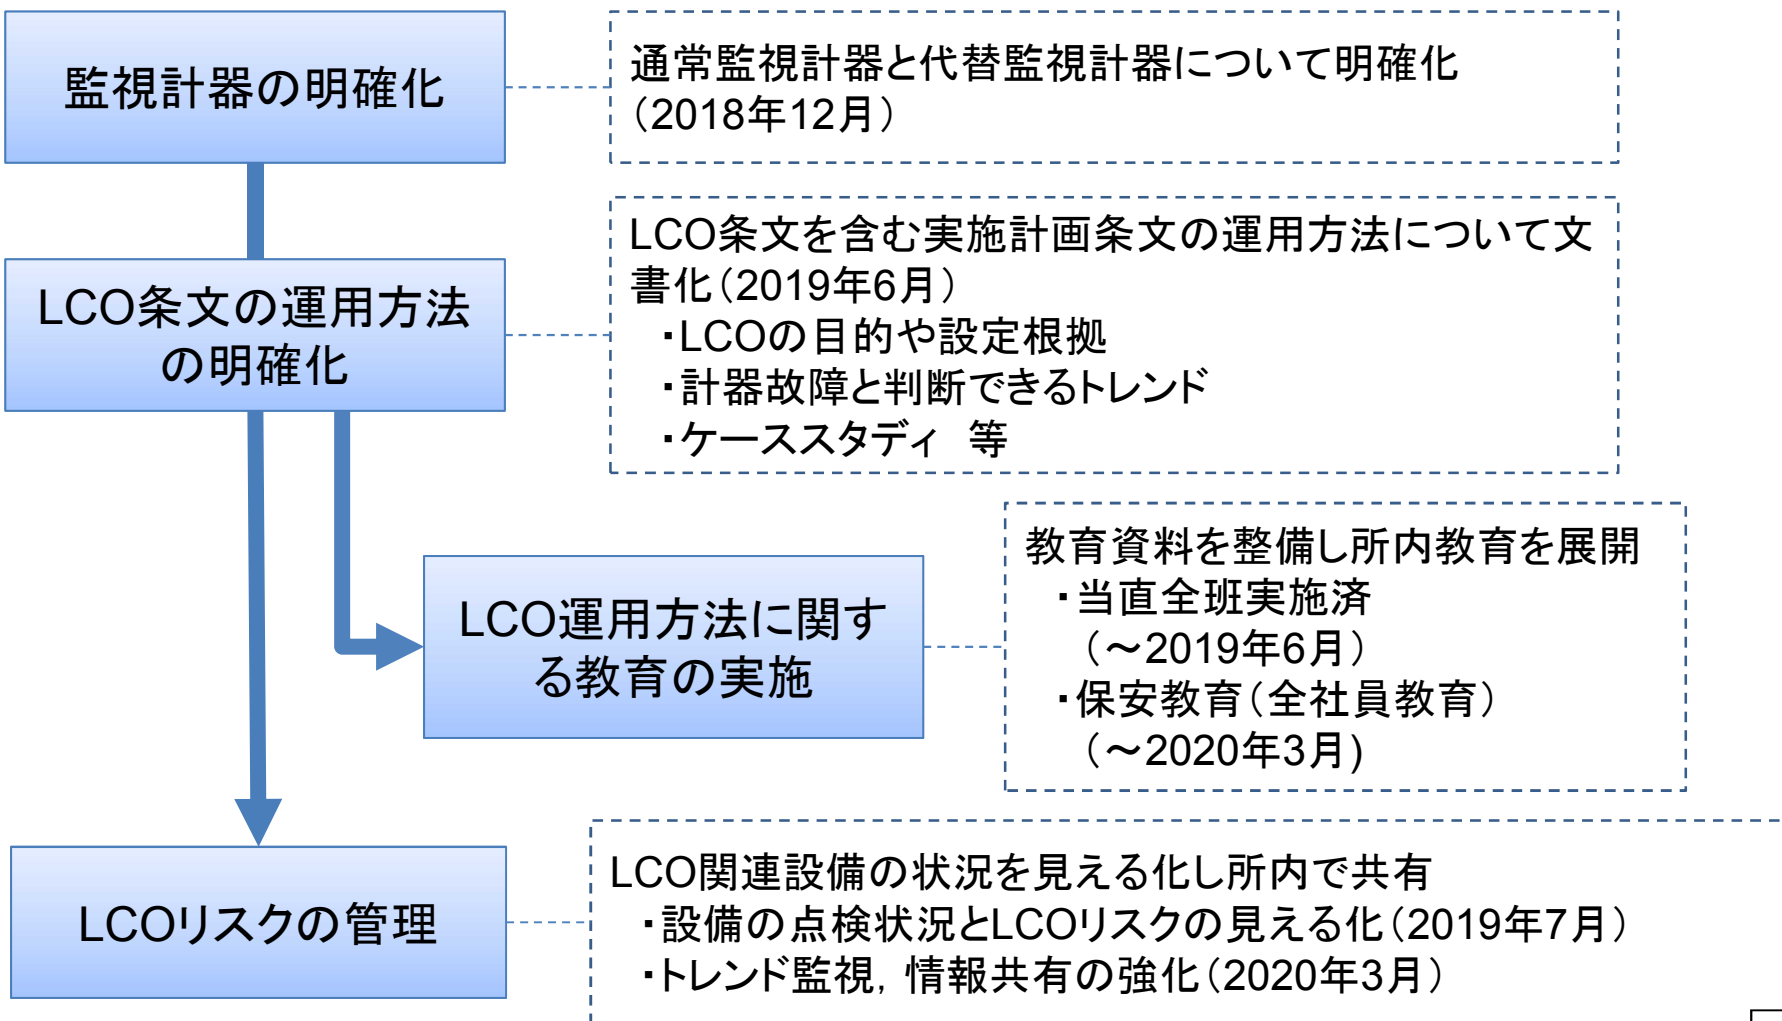 監視計器の明確化
通常監視計器と代替監視計器について明確化
（2018年12月）
LCO条文の運用方法
の明確化
LCO条文を含む実施計画条文の運用方法について文
書化（2019年6月）
・LCOの目的や設定根拠
・計器故障と判断できるトレンド
・ケーススタディ　等
LCO運用方法に関す
る教育の実施
教育資料を整備し所内教育を展開
・当直全班実施済
（～2019年6月）
・保安教育（全社員教育）
（～2020年3月)
LCOリスクの管理
LCO関連設備の状況を見える化し所内で共有
・設備の点検状況とLCOリスクの見える化（2019年7月）
・トレンド監視，情報共有の強化（2020年3月）